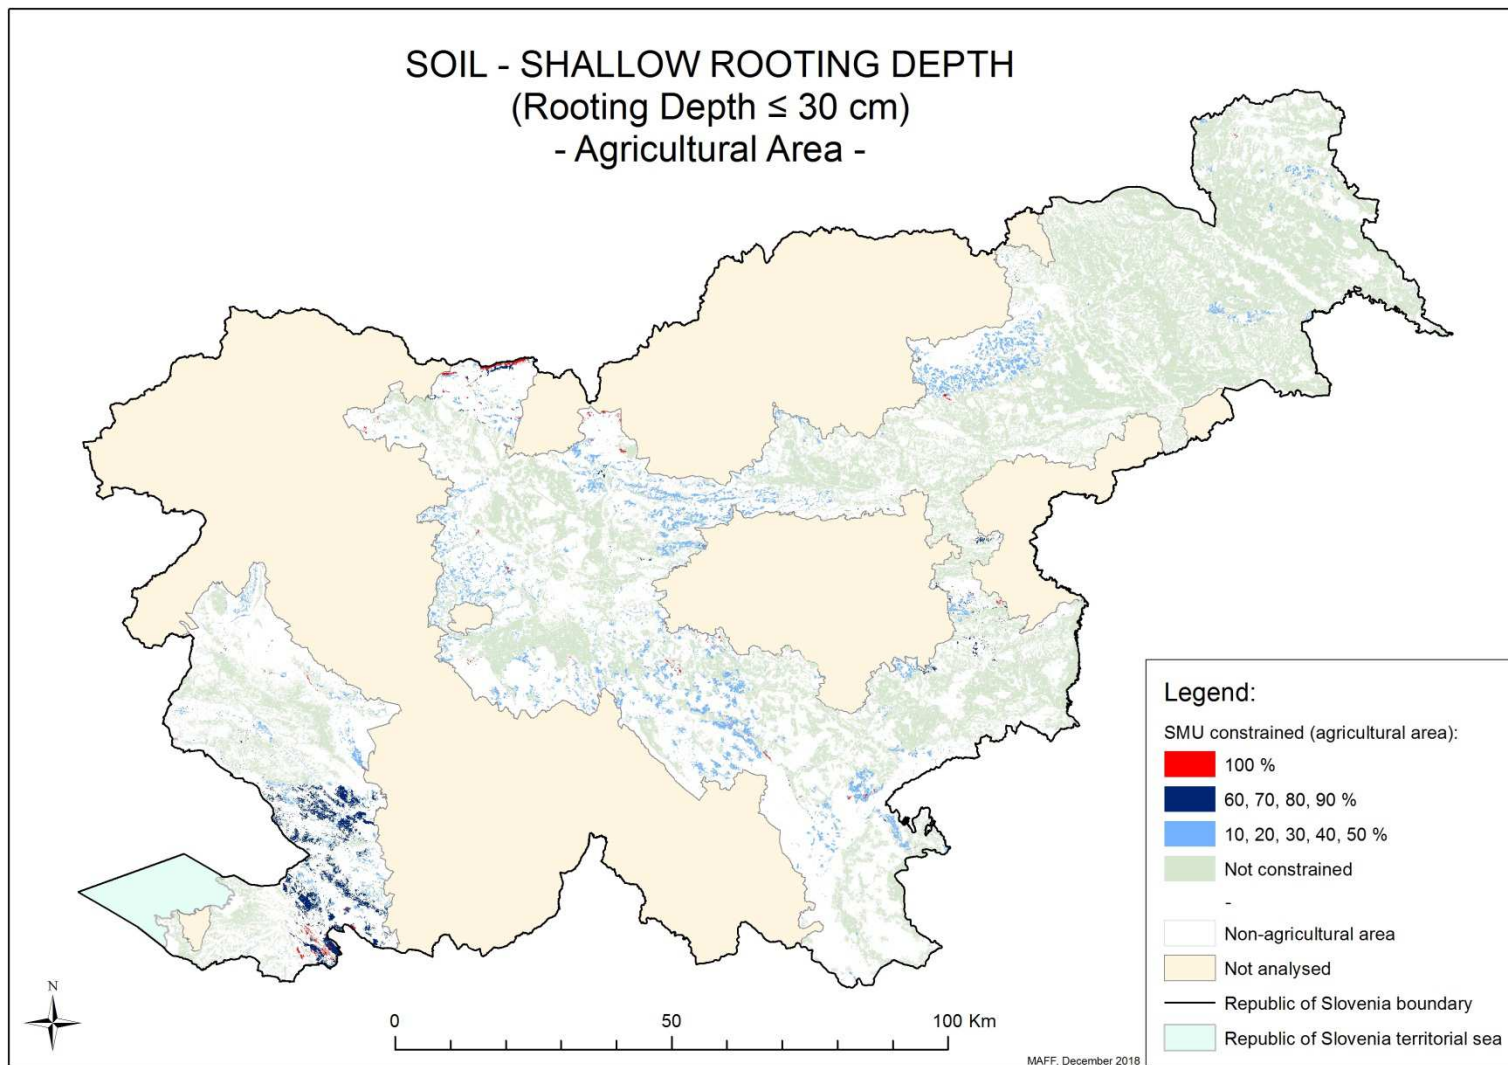 SOIL - SHALLOW ROOTING DEPTH
(Rooting Depth ≤ 30 cm)
- Agricultural Area -
Legend:
SMU constrained (agricultural area):
100 %
60, 70, 80, 90 %
10, 20, 30, 40, 50 %
Not constrained
-
Non-agricultural area
Not analysed
Republic of Slovenia boundary
Republic of Slovenia territorial sea
N
0 50 100 Km
MAFF, December 2018